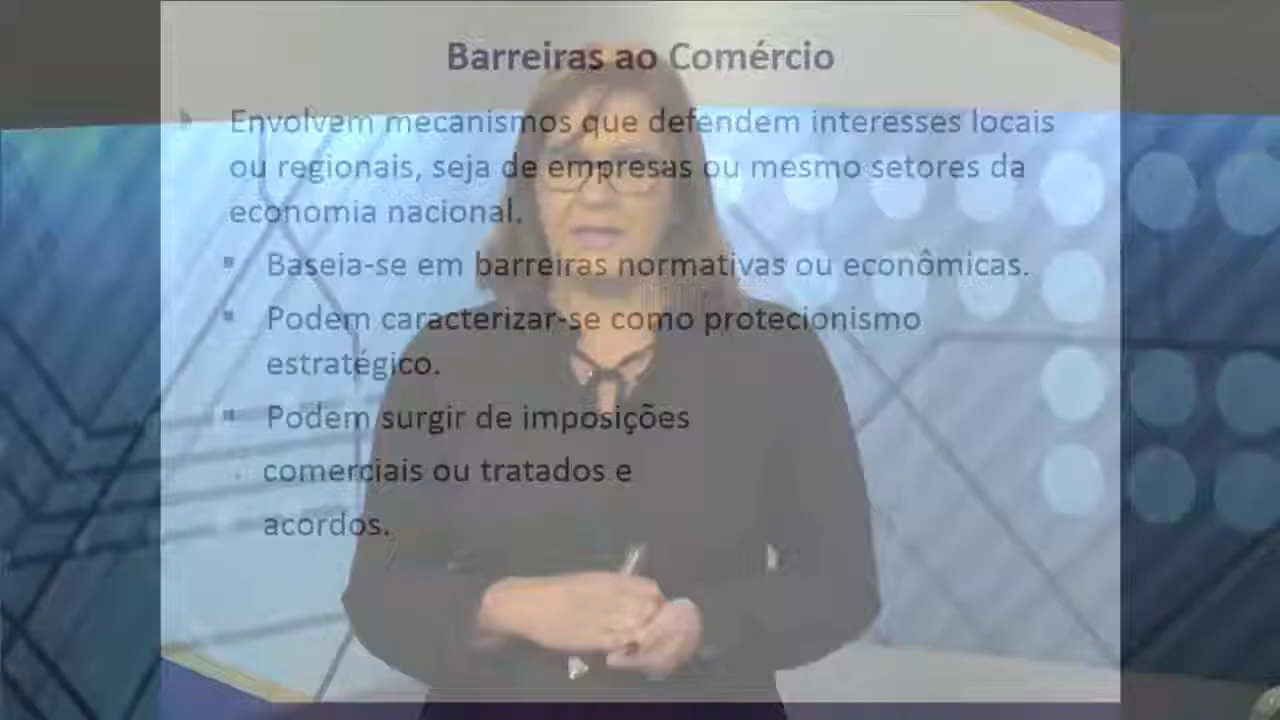 Barreiras ao Comércio
Envolvem mecanismos que defendem interesses locais
ou regionais, seja de empresas ou mesmo setores da
economia nacional.
Baseia-se em barreiras normativas ou econômicas.
Podem caracterizar-se como protecionismo
estratégico.
Podem surgir de imposições
comerciais ou tratados e
acordos.